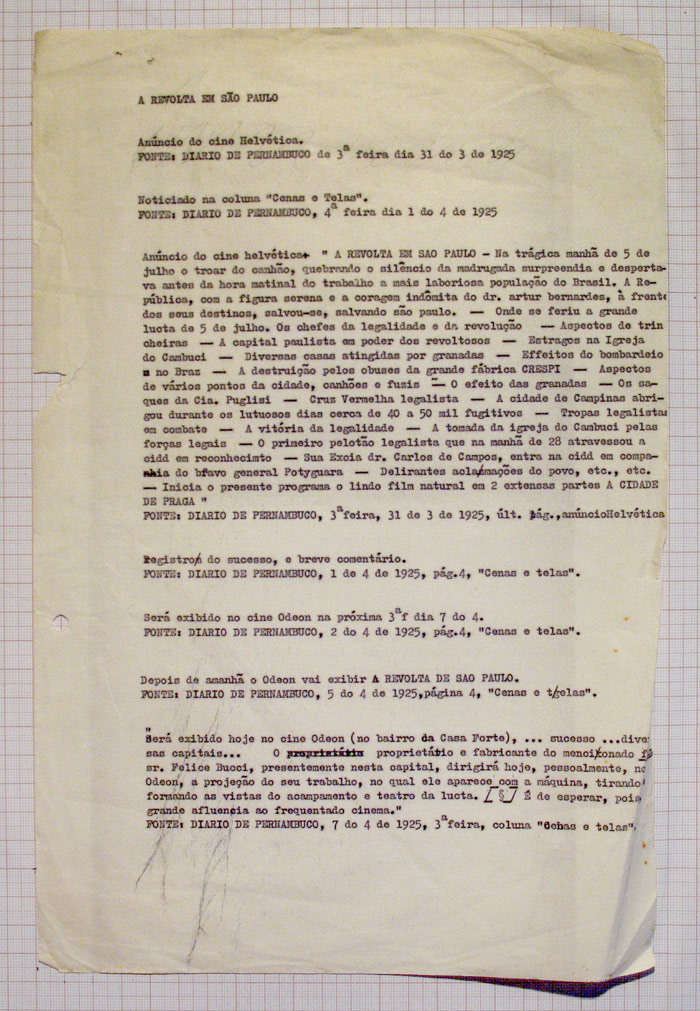 A REVOLTA EM SÃO PAULO
Anúncio do cine Helvética.
FONTE: DIARIO DE PERNAMBUCO de 3ª feira dia 31 do 3 de 1925
Noticiado na coluna "Cenas e Telas".
FONTE: DIARIO DE PERNAMBUCO, 4ª feira dia 1 do 4 de 1925
Anúncio do cine helvética. " A REVOLTA EM SAO PAULO - Na trágica manhã de 5 de
julho o troar do canhão, quebrando o silêncio da madrugada surpreendia e desperta-
va antes da hora matinal do trabalho a mais laboriosa população do Brasil. A Re-
pública, com a figura serena e a coragem indômita do dr. artur bernardes, à frente
dos seus destinos, salvou-se, salvando são paulo. — Onde se feriu a grande
lucta de 5 de julho. Os chefes da legalidade e da revolução — Aspectos de trin
cheiras — A capital paulista em poder dos revoltosos — Estragos na Igreja
do Cambuci — Diversas casas atingidas por granadas — Effeitos do bombardeio
no Braz — A destruição pelos obuses da grande fábrica CRESPI — Aspectos
de vários pontos da cidade, canhões e fuzis — O efeito das granadas — Os sa-
ques da Cia. Puglisi — Cruz Vermelha legalista — A cidade de Campinas abri-
gou durante os lutuosos dias cerca de 40 a 50 mil fugitivos — Tropas legalistas
em combate — A vitória da legalidade — A tomada da igreja do Cambuci pelas
forças legais — O primeiro pelotão legalista que na manhã de 28 atravessou a
cidd em reconhecimto — Sua Excia dr. Carlos de Campos, entra na cidd em compa-
nhia do bravo general Potyguara — Delirantes aclamações do povo, etc., etc.
— Inicia o presente programa o lindo film natural em 2 extensas partes A CIDADE
DE PRAGA "
FONTE: DIARIO DE PERNAMBUCO, 3ªfeira, 31 de 3 de 1925, últ. pág.,anúncioHelvética
Registro do sucesso, e breve comentário.
FONTE: DIARIO DE PERNAMBUCO, 1 de 4 de 1925, pág.4, "Cenas e telas".
Será exibido no cine Odeon na próxima 3ªf dia 7 do 4.
FONTE: DIARIO DE PERNAMBUCO, 2 do 4 de 1925, pág.4, "Cenas e telas".
Depois de amanhã o Odeon vai exibir A REVOLTA DE SAO PAULO.
FONTE: DIARIO DE PERNAMBUCO, 5 do 4 de 1925,página 4, "Cenas e telas".
"Será exibido hoje no cine Odeon (no bairro da Casa Forte), ... sucesso ...dive
sas capitais... O proprietátio proprietátio e fabricante do mencionado
sr. Felice Bucci, presentemente nesta capital, dirigirá hoje, pessoalmente, no
Odeon, a projeção do seu trabalho, no qual ele aparece com a máquina, tirando
formando as vistas do acampamento e teatro da lucta. [§] É de esperar, pois
grande afluencia ao frequentado cinema."
FONTE: DIARIO DE PERNAMBUCO, 7 do 4 de 1925, 3ªfeira, coluna "Cenas e telas"